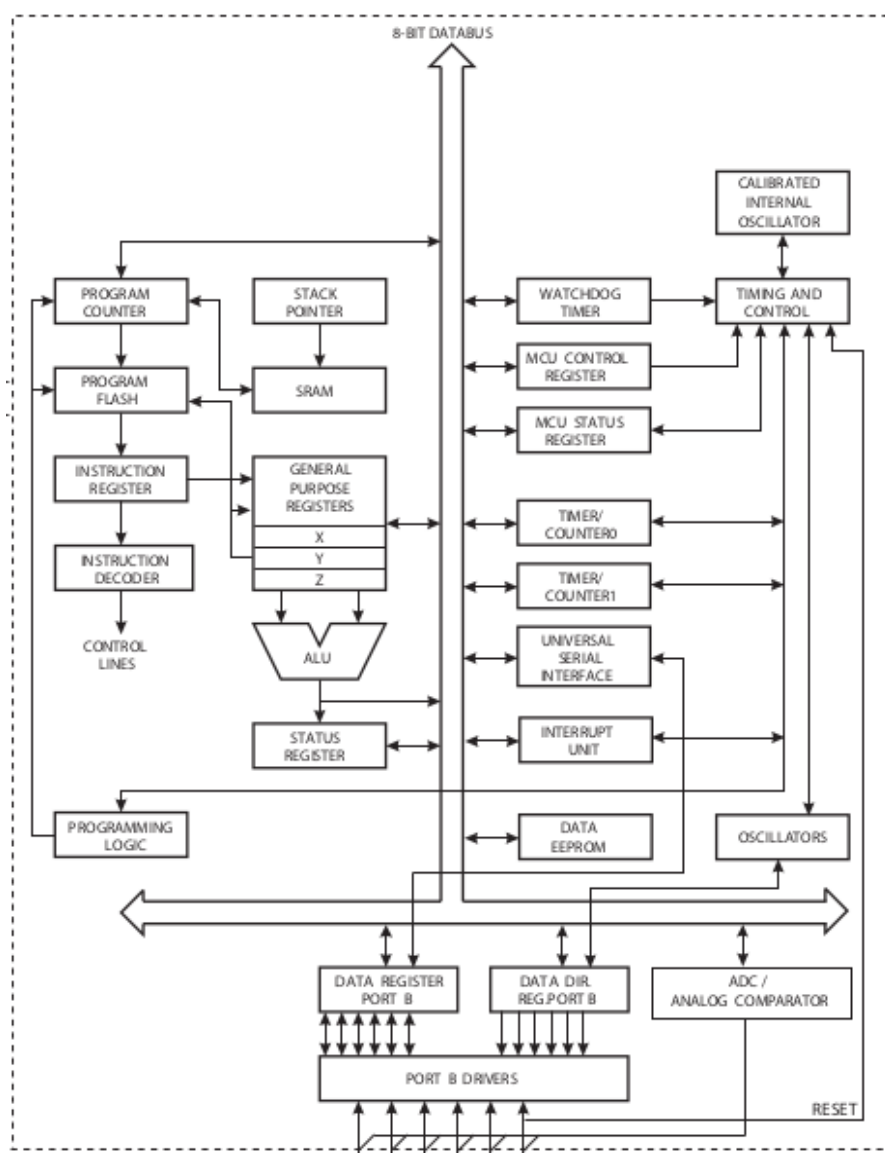 8-BIT DATABUS
CALIBRATED
INTERNAL
OSCILLATOR
PROGRAM
COUNTER
STACK
POINTER
WATCHDOG
TIMER
TIMING AND
CONTROL
PROGRAM
FLASH
SRAM
MCU CONTROL
REGISTER
MCU STATUS
REGISTER
INSTRUCTION
REGISTER
GENERAL
PURPOSE
REGISTERS
X
Y
Z
INSTRUCTION
DECODER
TIMER/
COUNTER0
TIMER/
COUNTER1
CONTROL
LINES
ALU
UNIVERSAL
SERIAL
INTERFACE
STATUS
REGISTER
INTERRUPT
UNIT
PROGRAMMING
LOGIC
DATA
EEPROM
OSCILLATORS
DATA REGISTER
PORT B
DATA DIR.
REG.PORT B
ADC /
ANALOG COMPARATOR
PORT B DRIVERS
RESET